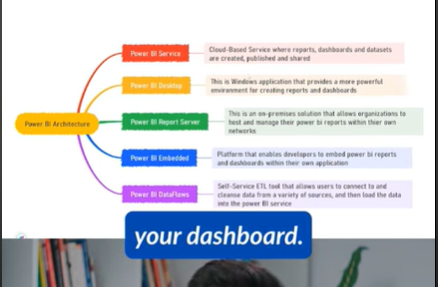 Power BI Architecture
Power BI Service
Cloud-Based Service where reports, dashboards and datasets
are created, published and shared
Power BI Desktop
This is Windows application that provides a more powerful
environment for creating reports and dashboards
Power BI Report Server
This is an on-premises solution that allows organizations to
host and manage their power bi reports within thier own
networks
Power BI Embedded
Platform that enables developers to embed power bi reports
and dashboards within their own application
Power BI DataFlows
Self-Service ETL tool that allows users to connect to and
cleanse data from a variety of sources, and then load the data
into the power BI service
your dashboard.